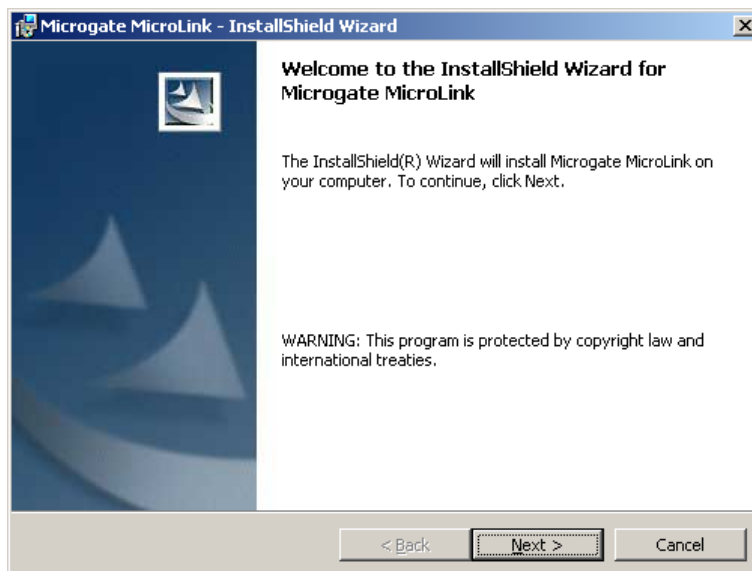 Microgate MicroLink - InstallShield Wizard
Welcome to the InstallShield Wizard for
Microgate MicroLink
The InstallShield(R) Wizard will install Microgate MicroLink on
your computer. To continue, click Next.
WARNING: This program is protected by copyright law and
international treaties.
< Back Next > Cancel